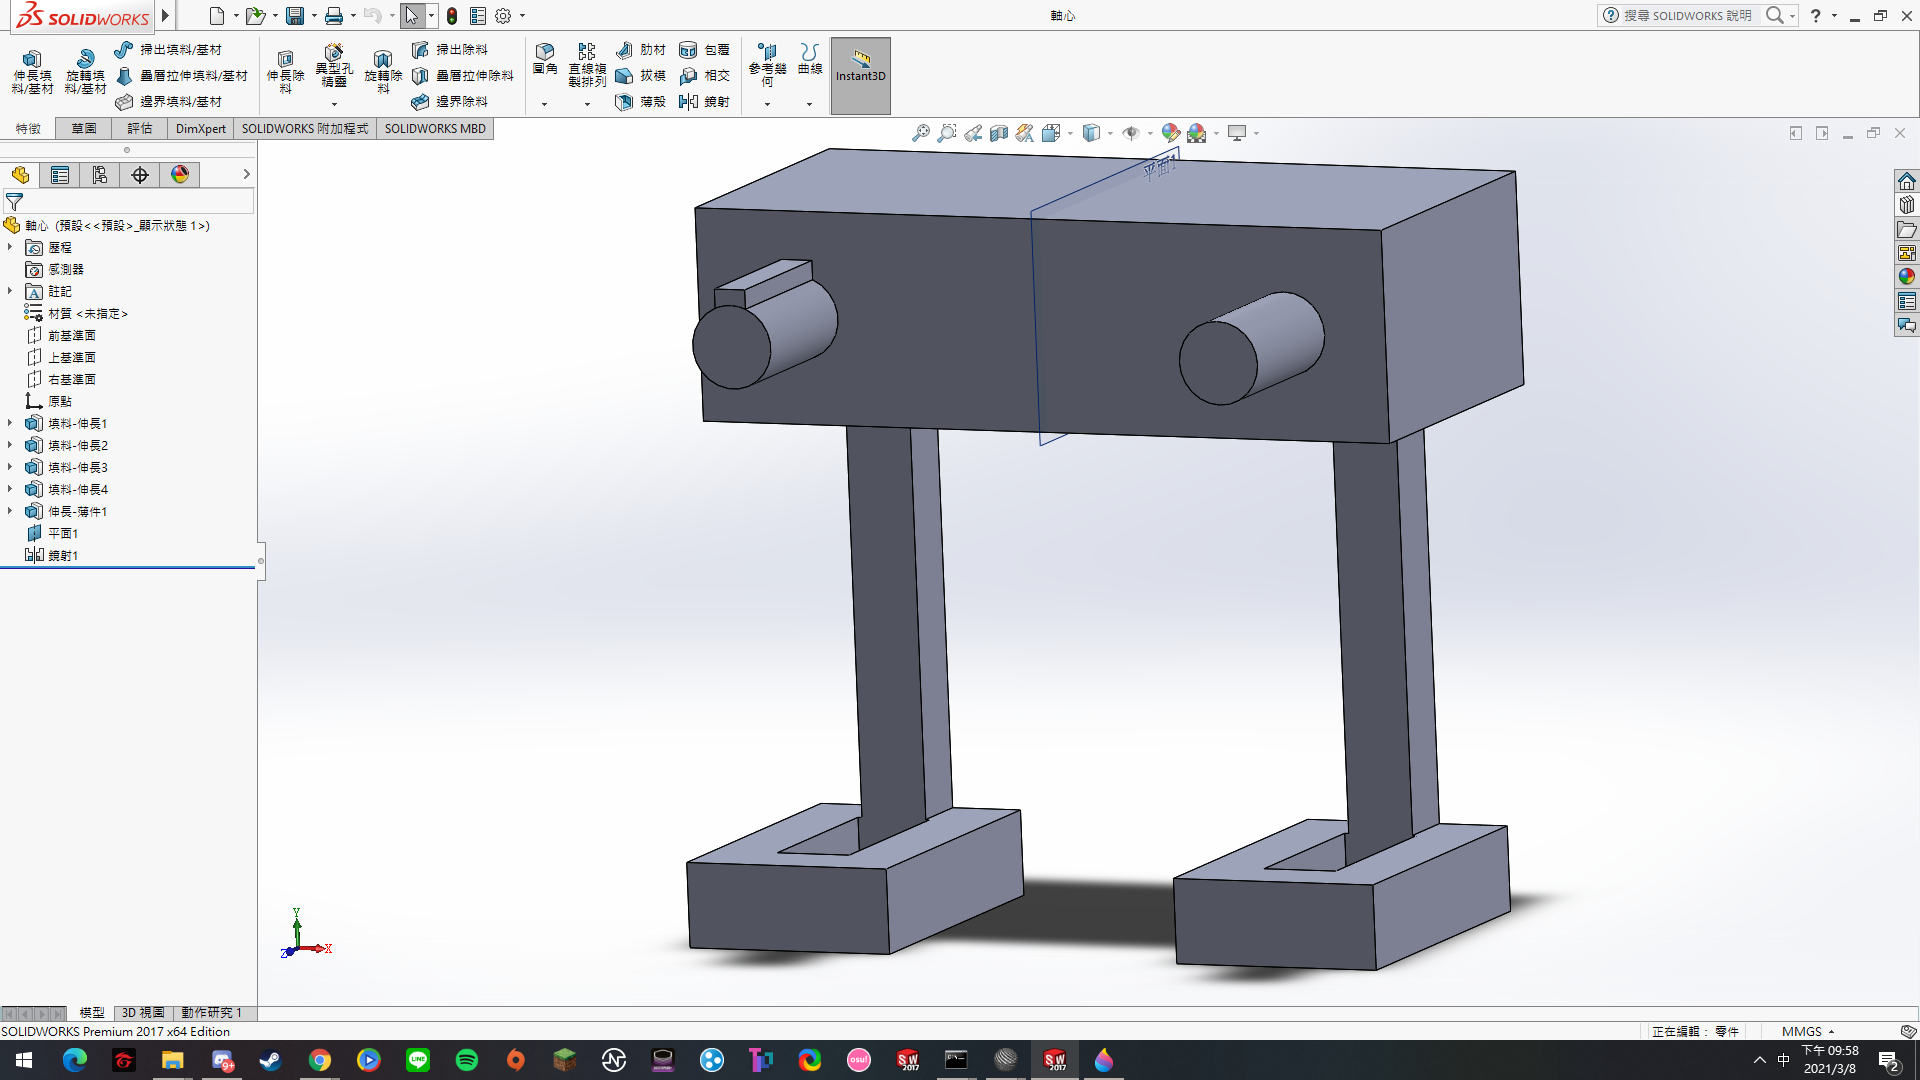 SOLIDWORKS
軸心
搜尋 SOLIDWORKS 說明
伸長填料/基材
旋轉填料/基材
掃出填料/基材
疊層拉伸填料/基材
邊界填料/基材
伸長除料
異型孔精靈
旋轉除料
掃出除料
疊層拉伸除料
邊界除料
圓角
直線複製排列
肋材
拔模
薄殼
包覆
相交
鏡射
參考幾何
曲線
Instant3D
特徵
草圖
評估
DimXpert
SOLIDWORKS 附加程式
SOLIDWORKS MBD
軸心 (預設<<預設>_顯示狀態 1>)
歷程
感測器
註記
材質 <未指定>
前基準面
上基準面
右基準面
原點
填料-伸長1
填料-伸長2
填料-伸長3
填料-伸長4
伸長-薄件1
平面1
鏡射1
平面1
Y
X
Z
模型
3D 視圖
動作研究 1
SOLIDWORKS Premium 2017 x64 Edition
正在編輯： 零件
MMGS
9+
LINE
osu!
SW 2017
SW 2017
中
下午 09:58
2021/3/8
2